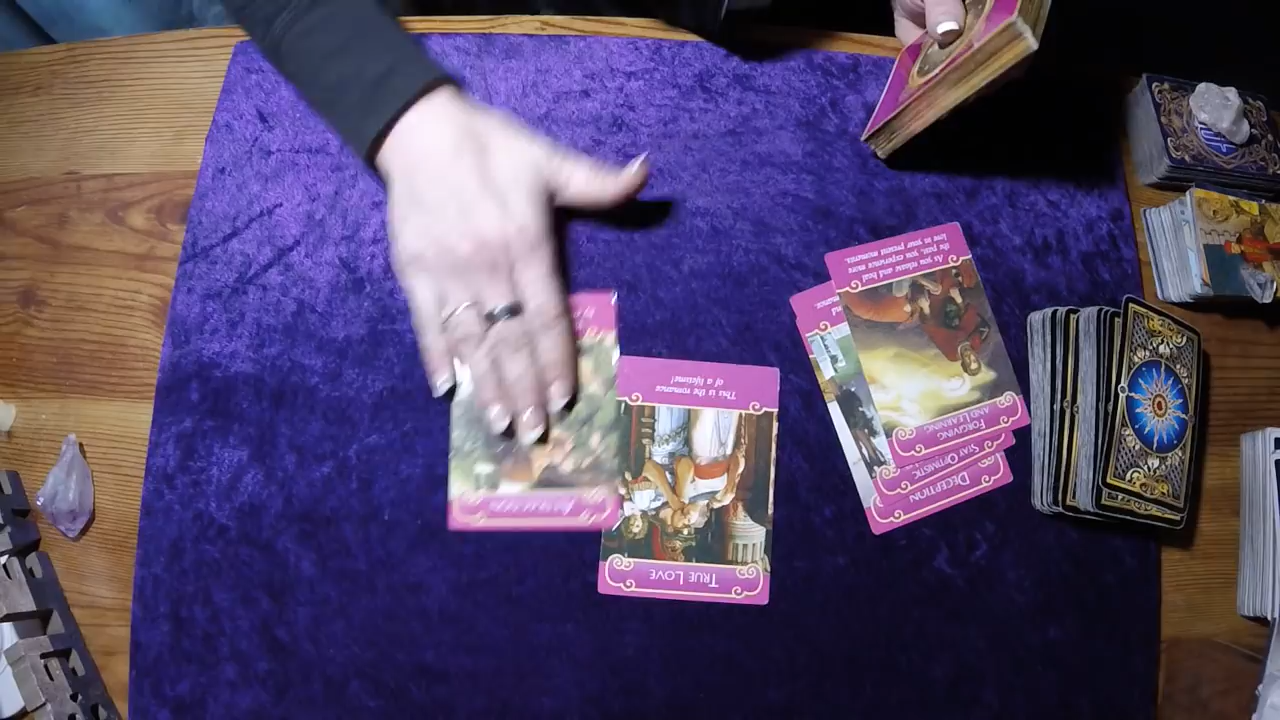 This is the romance
of a lifetime!
TRUE LOVE
As you release and heal
the past, you experience more
love in your present moments.
FORGIVING
AND LEARNING
STAY OPTIMISTIC
DECEPTION